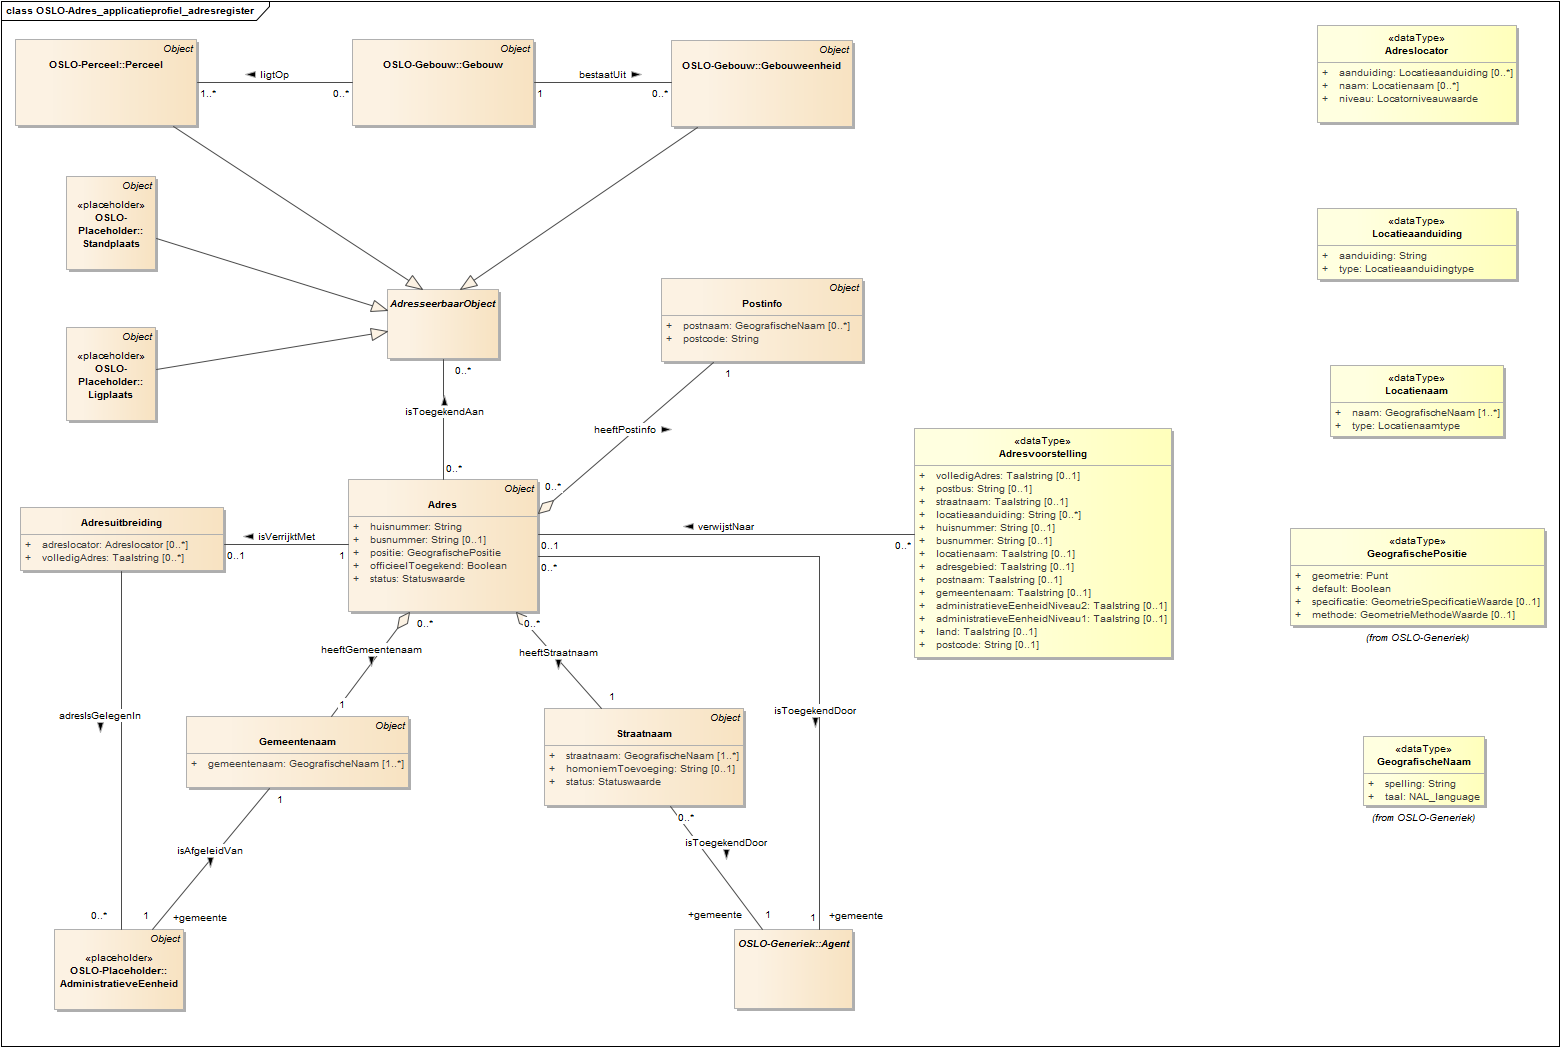 class OSLO-Adres_applicatieprofiel_adresregister
Object
OSLO-Perceel::Perceel
ligtOp
1..*
0..*
Object
OSLO-Gebouw::Gebouw
bestaatUit
1
0..*
Object
OSLO-Gebouw::Gebouweenheid
Object
«placeholder»
OSLO-
Placeholder::
Standplaats
Object
«placeholder»
OSLO-
Placeholder::
Ligplaats
AdresseerbaarObject
0..*
isToegekendAan
0..*
Object
Postinfo
+ postnaam: GeografischeNaam [0..*]
+ postcode: String
1
heeftPostinfo
0..*
Object
Adres
+ huisnummer: String
+ busnummer: String [0..1]
+ positie: GeografischePositie
+ officieelToegekend: Boolean
+ status: Statuswaarde
Adresuitbreiding
+ adreslocator: Adreslocator [0..*]
+ volledigAdres: Taalstring [0..*]
isVerrijktMet
0..1
1
verwijstNaar
0..1
0..*
0..*
«dataType»
Adresvoorstelling
+ volledigAdres: Taalstring [0..1]
+ postbus: String [0..1]
+ straatnaam: Taalstring [0..1]
+ locatieaanduiding: String [0..*]
+ huisnummer: String [0..1]
+ busnummer: String [0..1]
+ locatienaam: Taalstring [0..1]
+ adresgebied: Taalstring [0..1]
+ postnaam: Taalstring [0..1]
+ gemeentenaam: Taalstring [0..1]
+ administratieveEenheidNiveau2: Taalstring [0..1]
+ administratieveEenheidNiveau1: Taalstring [0..1]
+ land: Taalstring [0..1]
+ postcode: String [0..1]
0..*
heeftGemeentenaam
1
0..*
heeftStraatnaam
1
adresIsGelegenIn
0..*
Object
Gemeentenaam
+ gemeentenaam: GeografischeNaam [1..*]
1
isAfgeleidVan
1
+gemeente
Object
Straatnaam
+ straatnaam: GeografischeNaam [1..*]
+ homoniemToevoeging: String [0..1]
+ status: Statuswaarde
0..*
isToegekendDoor
+gemeente
1
isToegekendDoor
1
+gemeente
Object
«placeholder»
OSLO-Placeholder::
AdministratieveEenheid
OSLO-Generiek::Agent
«dataType»
Adreslocator
+ aanduiding: Locatieaanduiding [0..*]
+ naam: Locatienaam [0..*]
+ niveau: Locatorniveauwaarde
«dataType»
Locatieaanduiding
+ aanduiding: String
+ type: Locatieaanduidingtype
«dataType»
Locatienaam
+ naam: GeografischeNaam [1..*]
+ type: Locatienaamtype
«dataType»
GeografischePositie
+ geometrie: Punt
+ default: Boolean
+ specificatie: GeometrieSpecificatieWaarde [0..1]
+ methode: GeometrieMethodeWaarde [0..1]
(from OSLO-Generiek)
«dataType»
GeografischeNaam
+ spelling: String
+ taal: NAL_language
(from OSLO-Generiek)